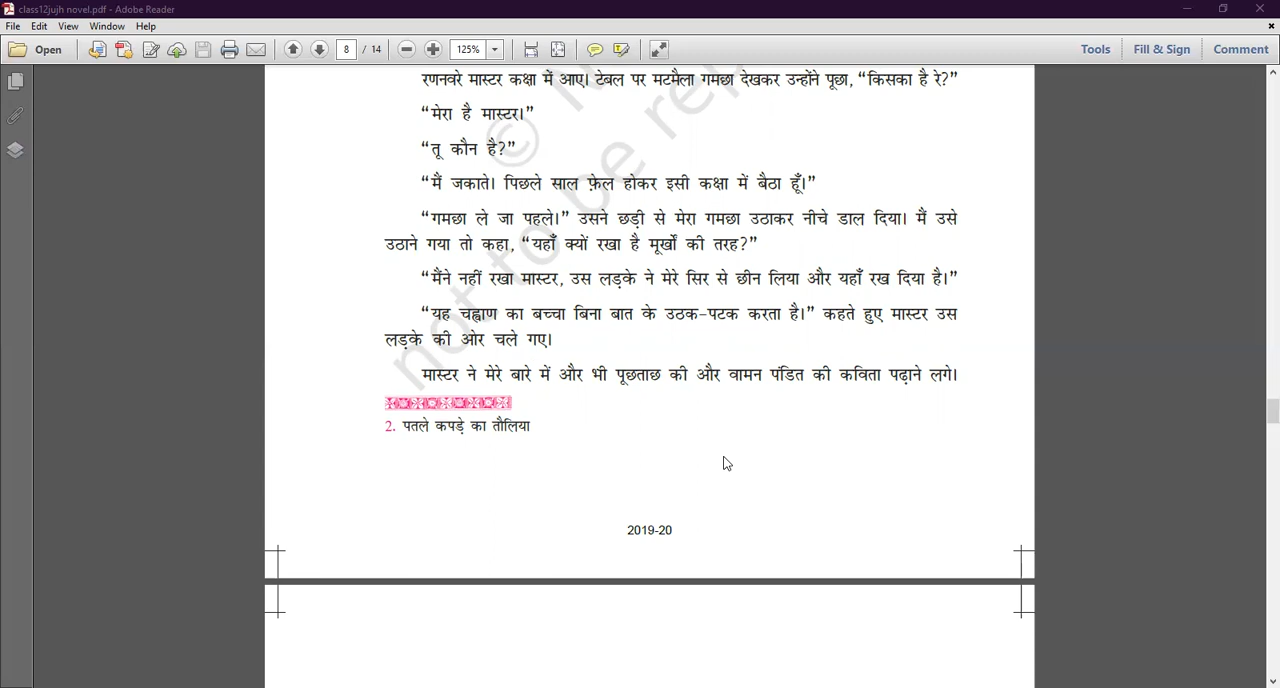 class12jujh novel.pdf - Adobe Reader
File Edit View Window Help
Open 8 / 14 125% Tools Fill & Sign Comment
रणनवरे मास्टर कक्षा में आए। टेबल पर मटमैला गमछा देखकर उन्होंने पूछा, “किसका है रे?”
“मेरा है मास्टर।”
“तू कौन है?”
“मैं जकाते। पिछले साल फ़ेल होकर इसी कक्षा में बैठा हूँ।”
“गमछा ले जा पहले।” उसने छड़ी से मेरा गमछा उठाकर नीचे डाल दिया। मैं उसे
उठाने गया तो कहा, “यहाँ क्यों रखा है मूर्खों की तरह?”
“मैंने नहीं रखा मास्टर, उस लड़के ने मेरे सिर से छीन लिया और यहाँ रख दिया है।”
“यह चह्वाण का बच्चा बिना बात के उठक-पटक करता है।” कहते हुए मास्टर उस
लड़के की ओर चले गए।
मास्टर ने मेरे बारे में और भी पूछताछ की और वामन पंडित की कविता पढ़ाने लगे।
2. पतले कपड़े का तौलिया
2019-20
© 
not to be rep